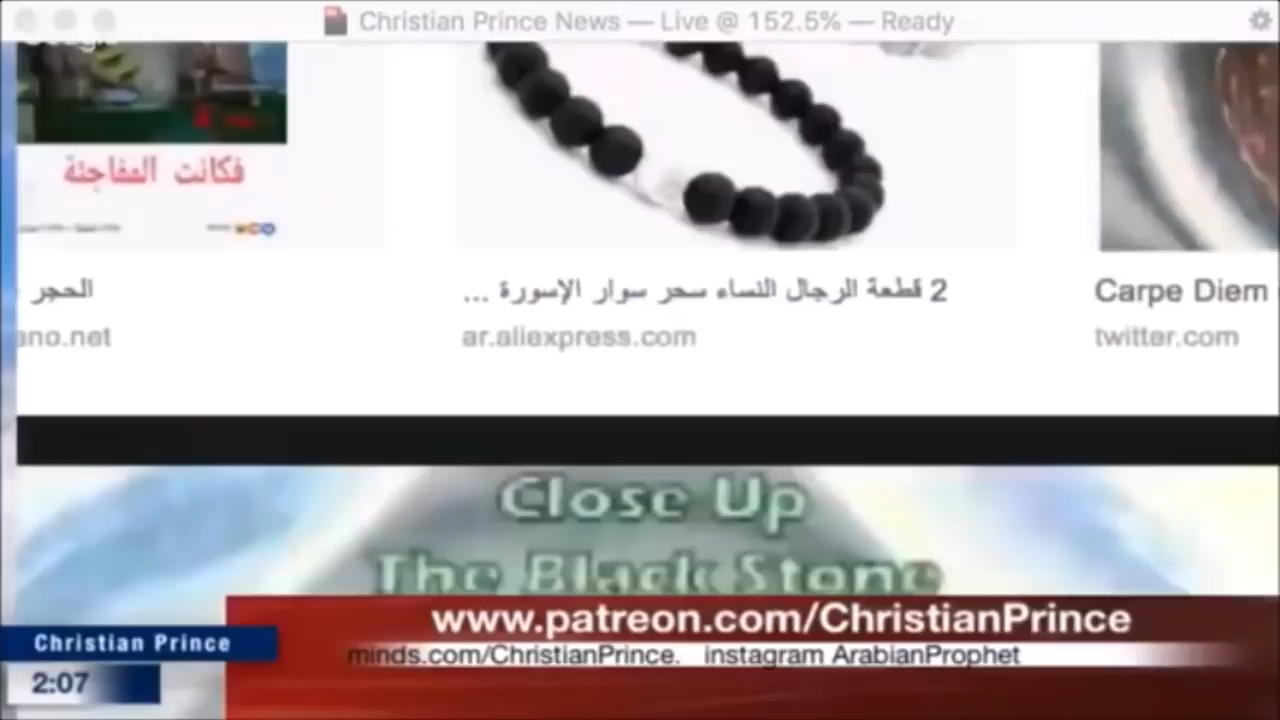 Christian Prince News — Live @ 152.5% — Ready
فكانت المفاجئة
الحجر
2 قطعة الرجال النساء سحر سوار الإسورة ...
Carpe Diem
ano.net
ar.aliexpress.com
twitter.com
Close Up
The Black Stone
www.patreon.com/ChristianPrince
Christian Prince
minds.com/ChristianPrince. instagram ArabianProphet
2:07